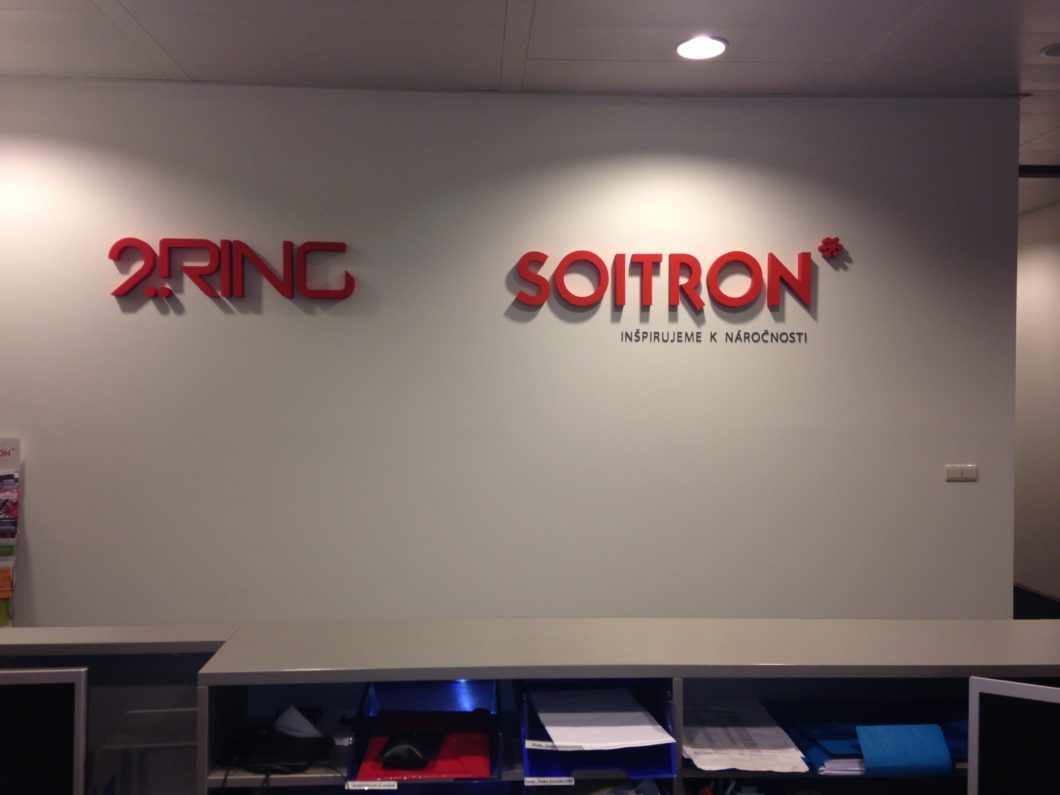 2RING
SOITRON*
INŠPIRUJEME K NÁROČNOSTI